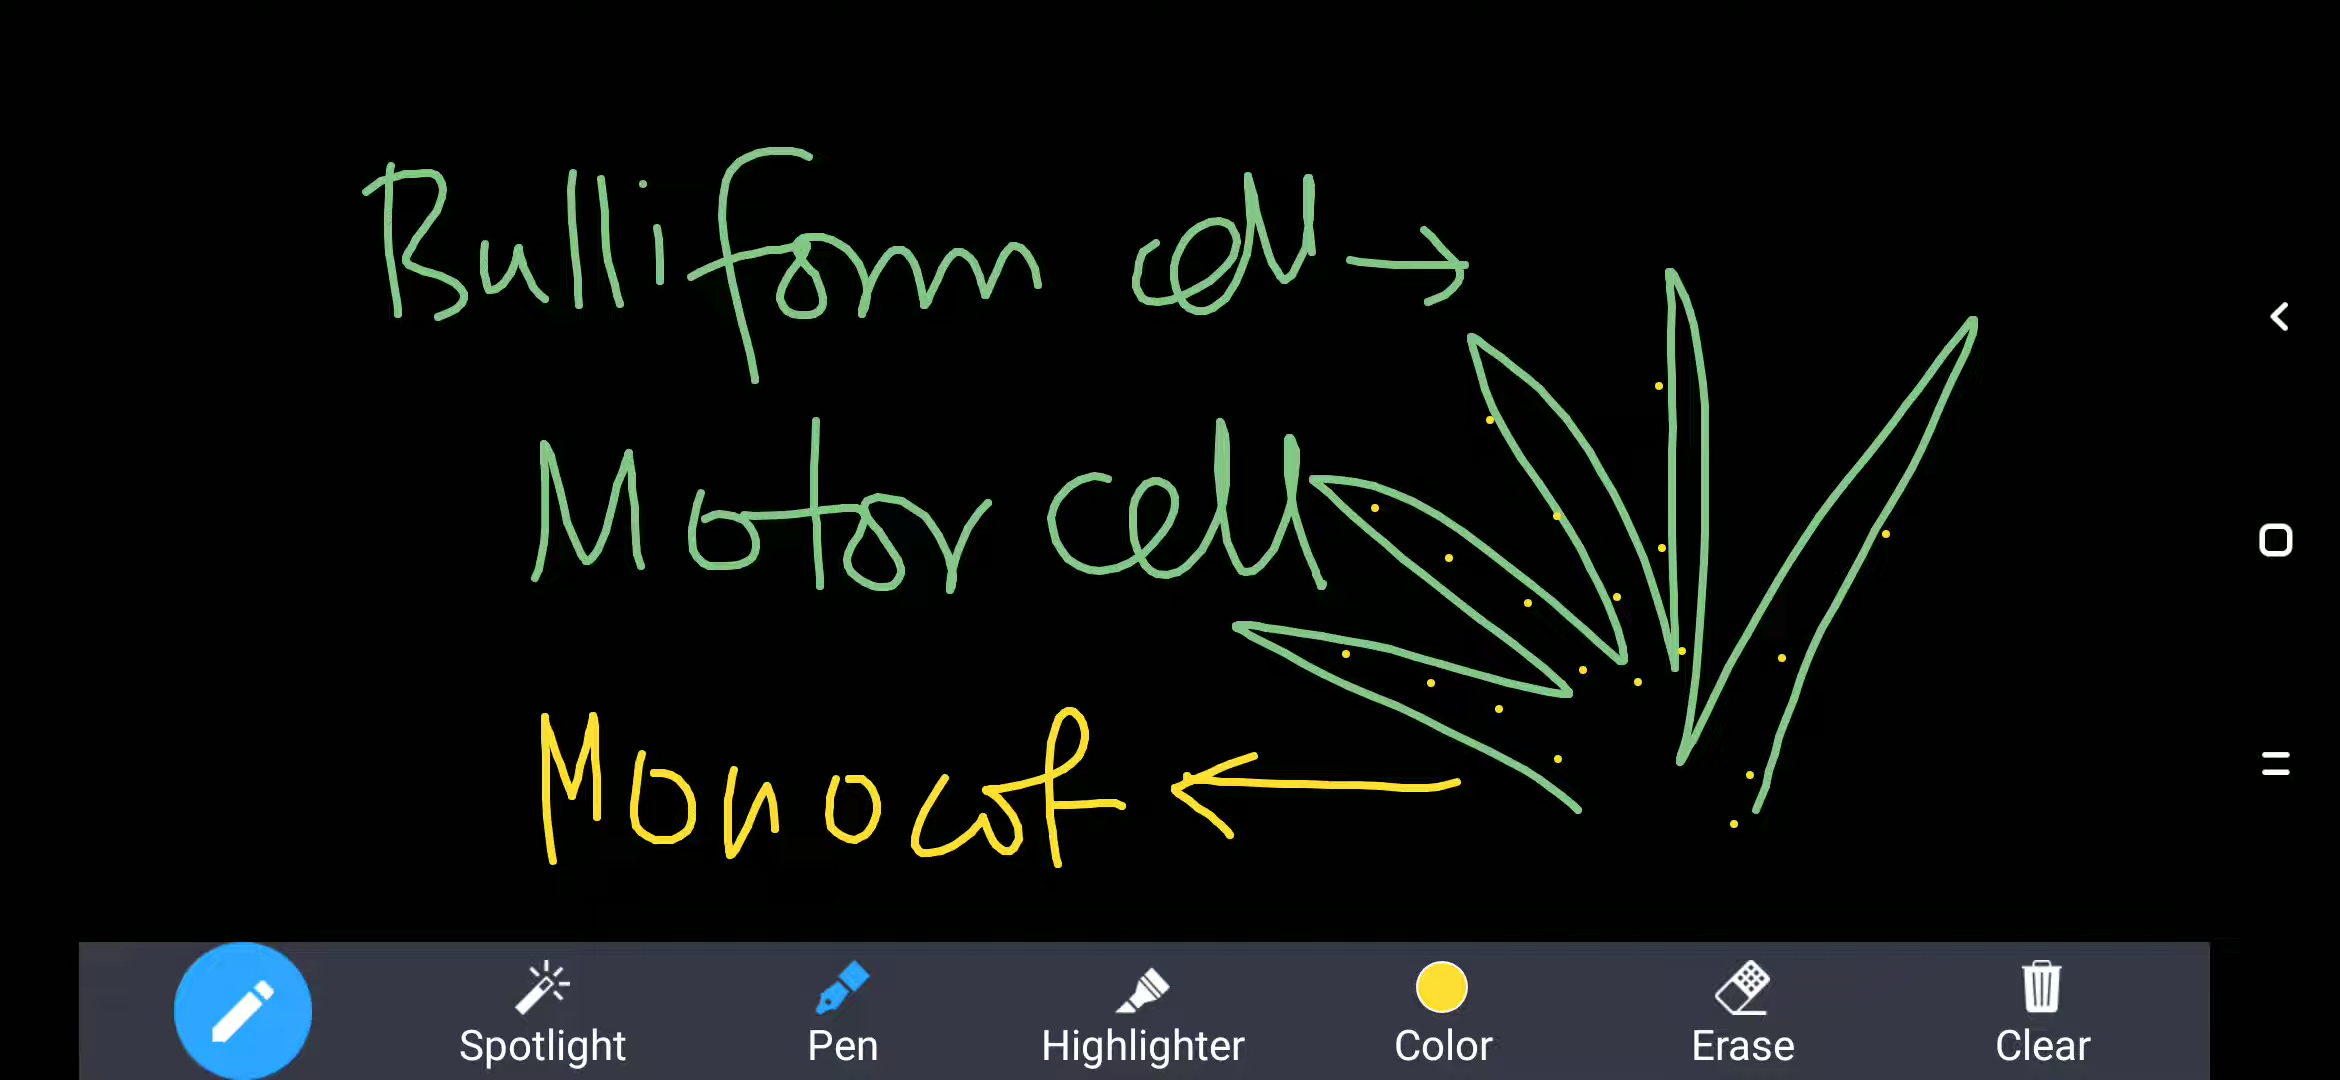 Bulliform cell →
Motor cell
Monocot ←
Spotlight Pen Highlighter Color Erase Clear